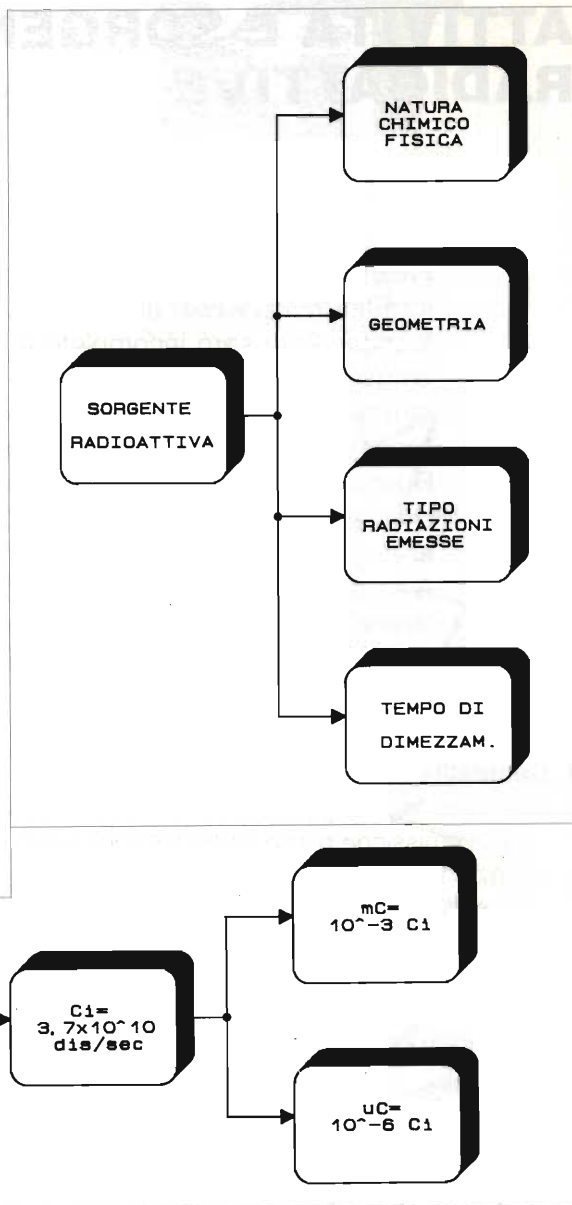 NATURA
CHIMICO
FISICA
GEOMETRIA
SORGENTE
RADIOATTIVA
TIPO
RADIAZIONI
EMESSE
TEMPO DI
DIMEZZAM.
mC=
10^-3 Ci
Ci=
3,7x10^10
dis/sec
uC=
10^-6 Ci